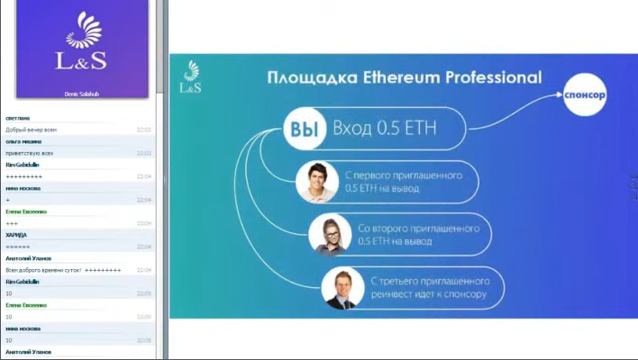 L&S
Denis Salahub
светлана
Добрый вечер всем
22:03
ольга мишина
приветствую всем
22:03
Rim Gabidullin
+++++++++
22:04
нина москова
+
22:04
Елена Евсеенко
+++
22:04
ХАРИДА
++++++
22:04
Анатолий Уланов
Всем доброго времени суток! +++++++++
22:04
Rim Gabidullin
10
22:05
Елена Евсеенко
10
нина москова
10
Анатолий Уланов
L&S
Площадка Ethereum Professional
спонсор
ВЫ
Вход 0.5 ETH
С первого приглашенного
0.5 ETH на вывод
Со второго приглашенного
0.5 ETH на вывод
С третьего приглашенного
реинвест идет к спонсору